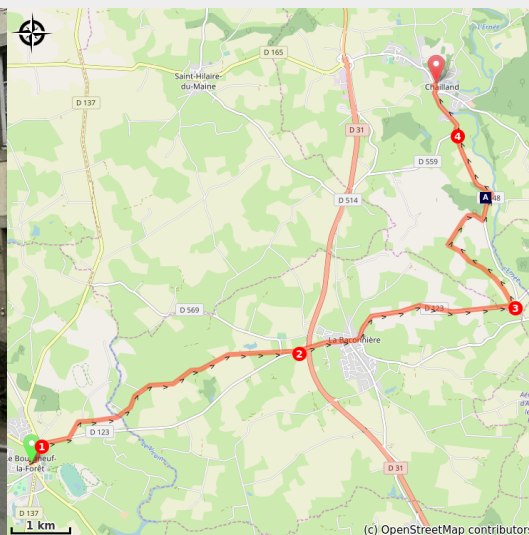 D 165
D 137
Saint-Hilaire-
du-Maine
Chailland
D 31
4
D 559
D 514
A
48
D 569
3
D 123
La Baconnière
2
D 123
1
Le Bourgneuf-
la-Forêt
D 31
D 137
1 km
(c) OpenStreetMap contributors